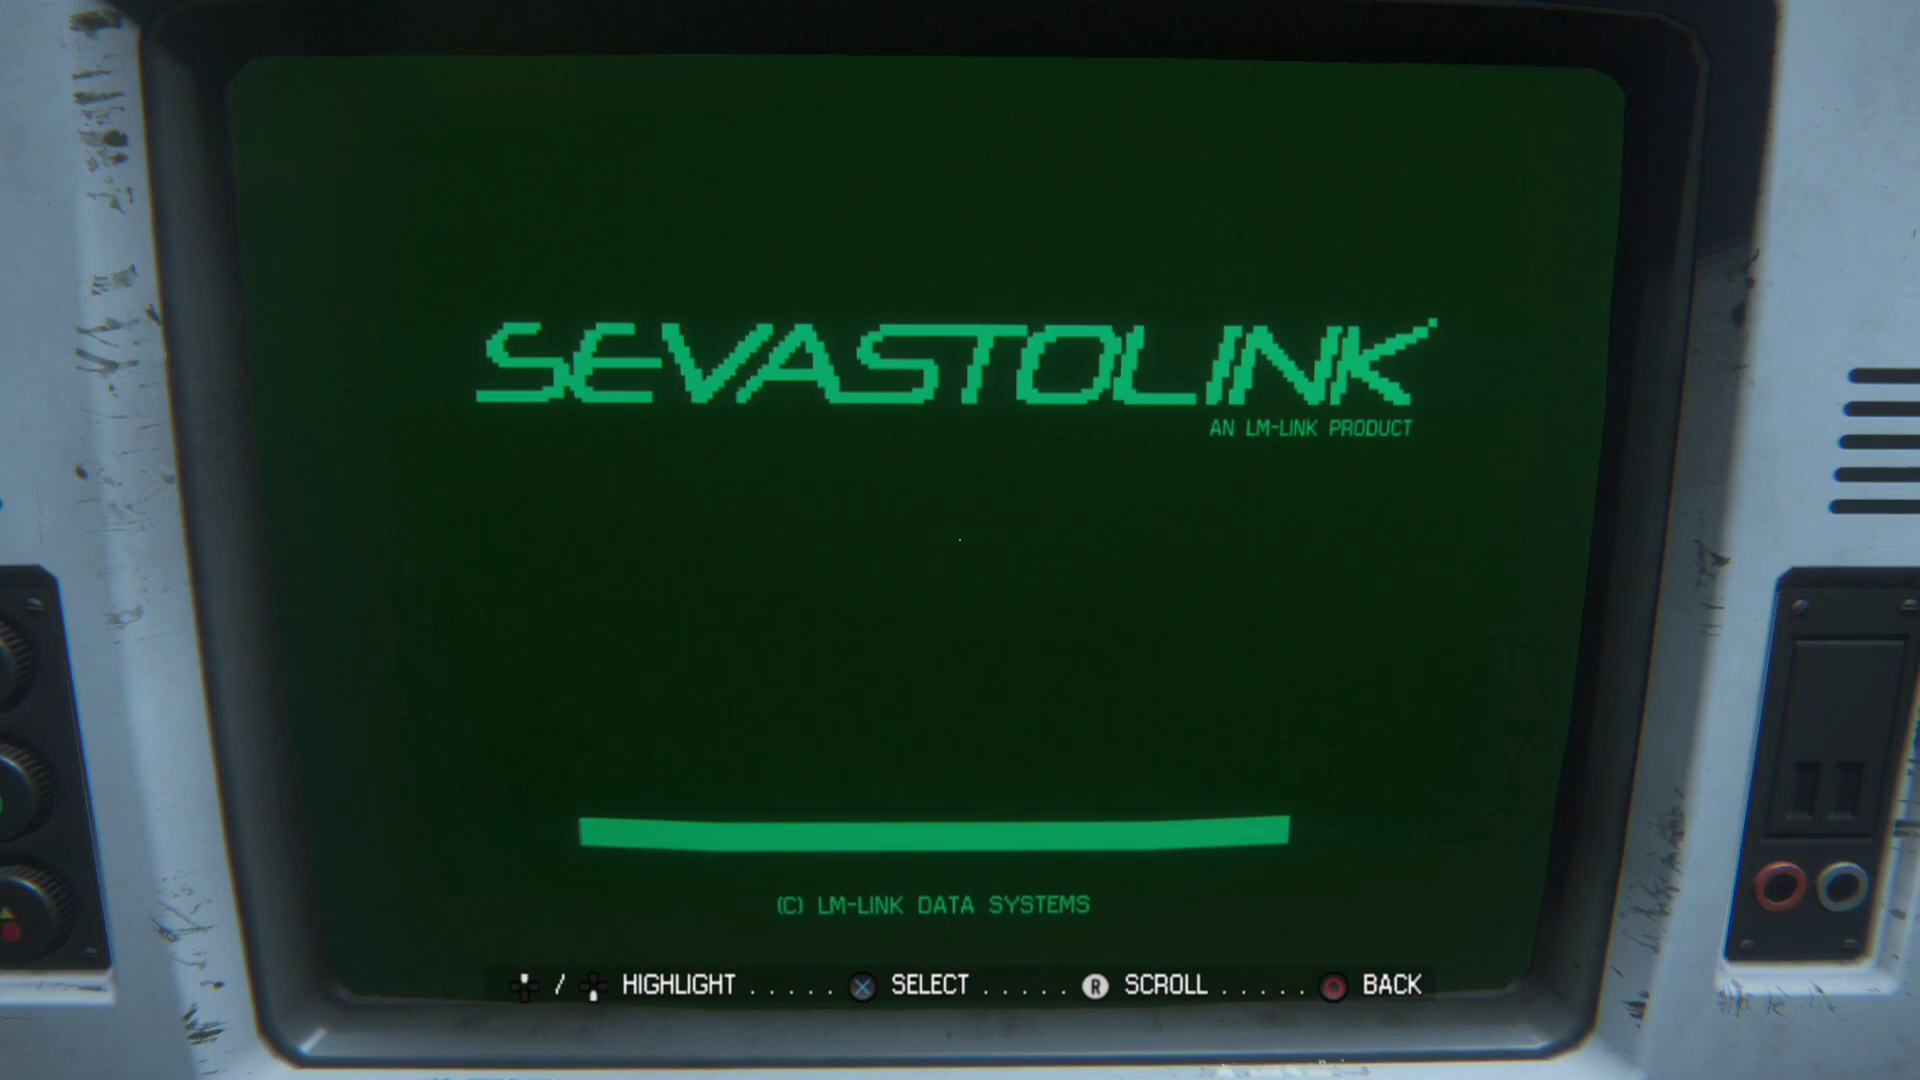 SEVASTOLINK
AN LM-LINK PRODUCT
(C) LM-LINK DATA SYSTEMS
/ HIGHLIGHT ..... SELECT ..... R SCROLL ..... BACK